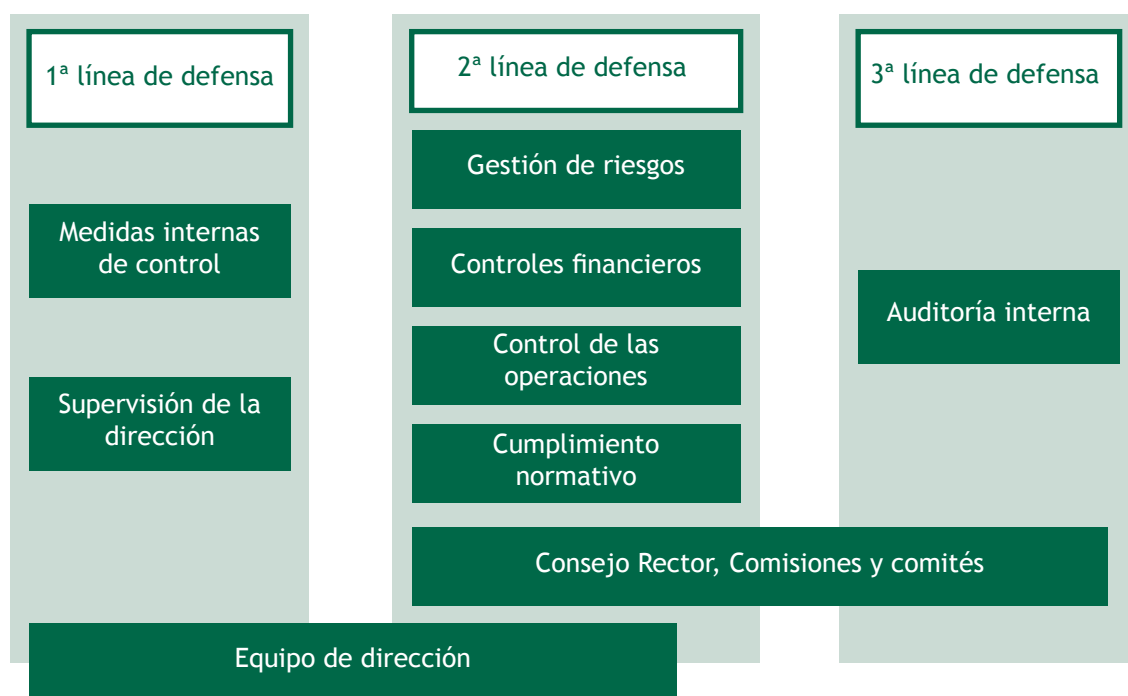 1ª línea de defensa
Medidas internas
de control
Supervisión de la
dirección
2ª línea de defensa
Gestión de riesgos
Controles financieros
Control de las
operaciones
Cumplimiento
normativo
3ª línea de defensa
Auditoría interna
Consejo Rector, Comisiones y comités
Equipo de dirección